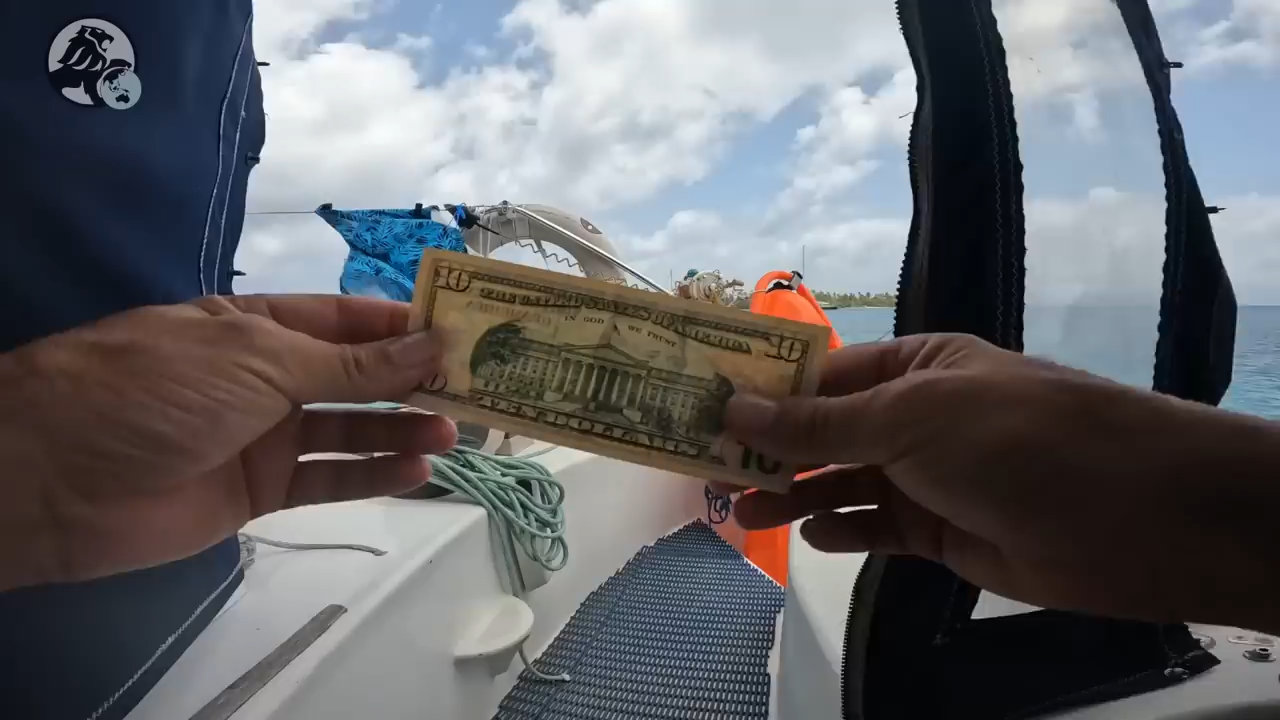 10
THE UNITED STATES OF AMERICA
IN GOD WE TRUST
10
TEN DOLLARS
10